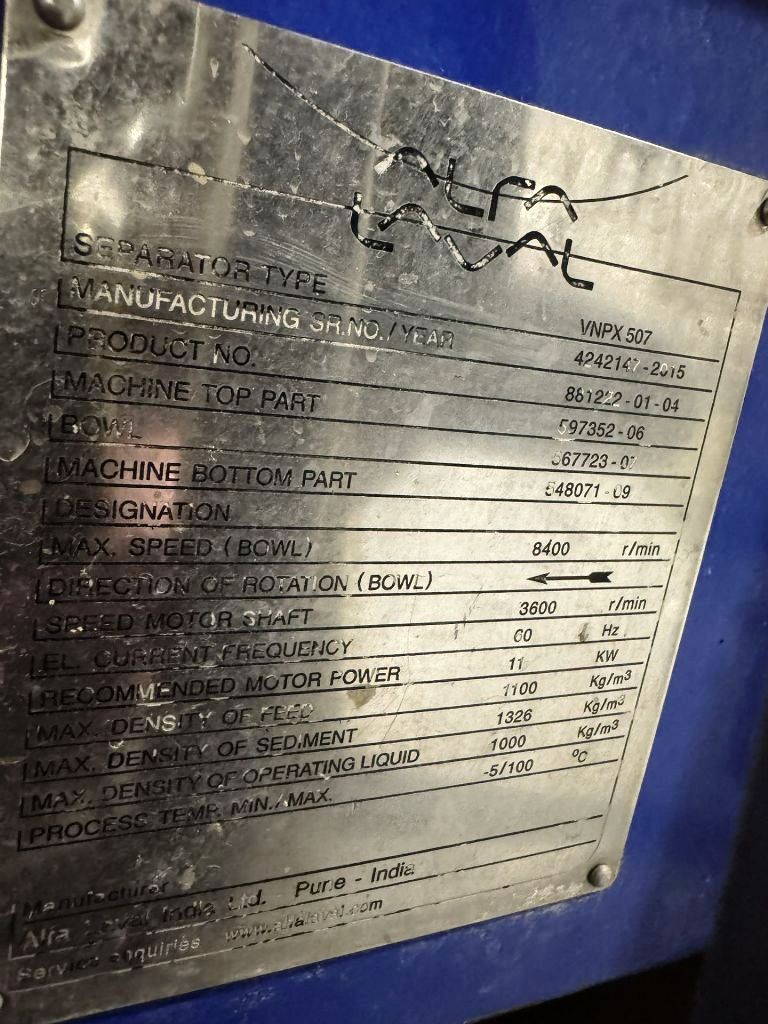 ALFA
LAVAL
SEPARATOR TYPE VNPX 507
MANUFACTURING SR.NO./YEAR 4242147-2015
PRODUCT NO. 881222-01-04
MACHINE TOP PART 597352-06
BOWL 567723-07
MACHINE BOTTOM PART 548071-09
DESIGNATION
MAX. SPEED (BOWL) 8400 r/min
DIRECTION OF ROTATION (BOWL)
SPEED MOTOR SHAFT 3600 r/min
EL. CURRENT FREQUENCY 60 Hz
RECOMMENDED MOTOR POWER 11 KW
MAX. DENSITY OF FEED 1100 Kg/m³
MAX. DENSITY OF SEDIMENT 1326 Kg/m³
MAX. DENSITY OF OPERATING LIQUID 1000 Kg/m³
PROCESS TEMP. MIN./MAX. -5/100 °C
Manufacturer
Alfa Laval India Ltd. Pune - India
Service enquiries www.alfalaval.com